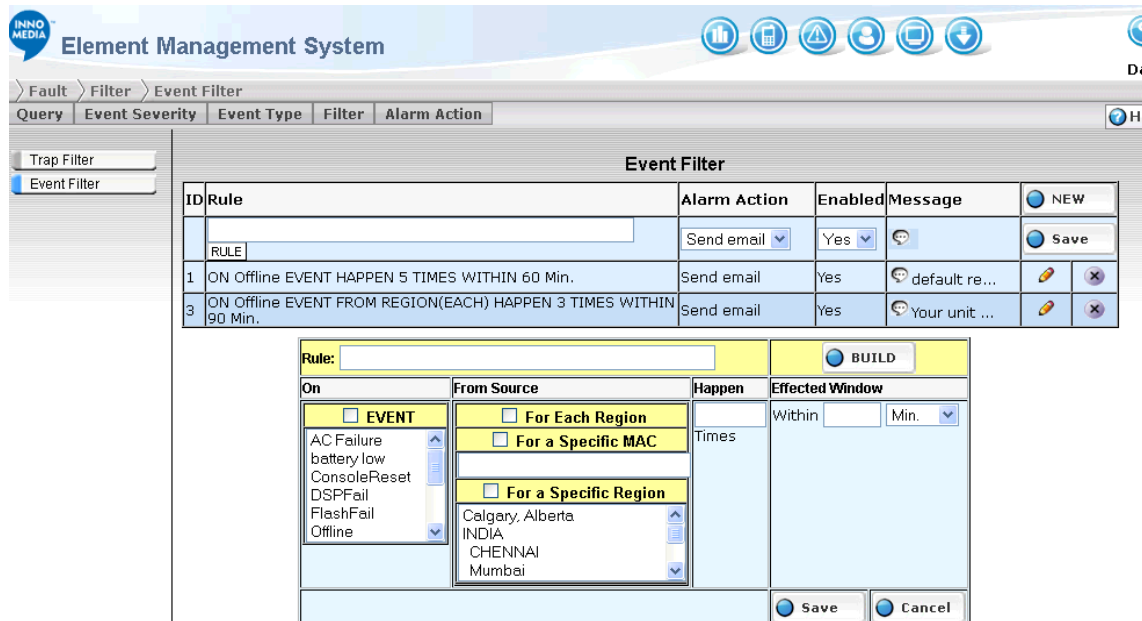 INNO
MEDIA
Element Management System
Fault Filter Event Filter
Query Event Severity Event Type Filter Alarm Action
Trap Filter
Event Filter
Event Filter
ID Rule Alarm Action Enabled Message NEW
RULE Send email Yes Save
1 ON Offline EVENT HAPPEN 5 TIMES WITHIN 60 Min. Send email Yes default re...
3 ON Offline EVENT FROM REGION(EACH) HAPPEN 3 TIMES WITHIN
90 Min. Send email Yes Your unit ...
Rule: BUILD
On From Source Happen Effected Window
EVENT For Each Region Within Min.
AC Failure For a Specific MAC Times
battery low
ConsoleReset
DSPFail For a Specific Region
FlashFail Calgary, Alberta
Offline INDIA
CHENNAI
Mumbai
Save Cancel